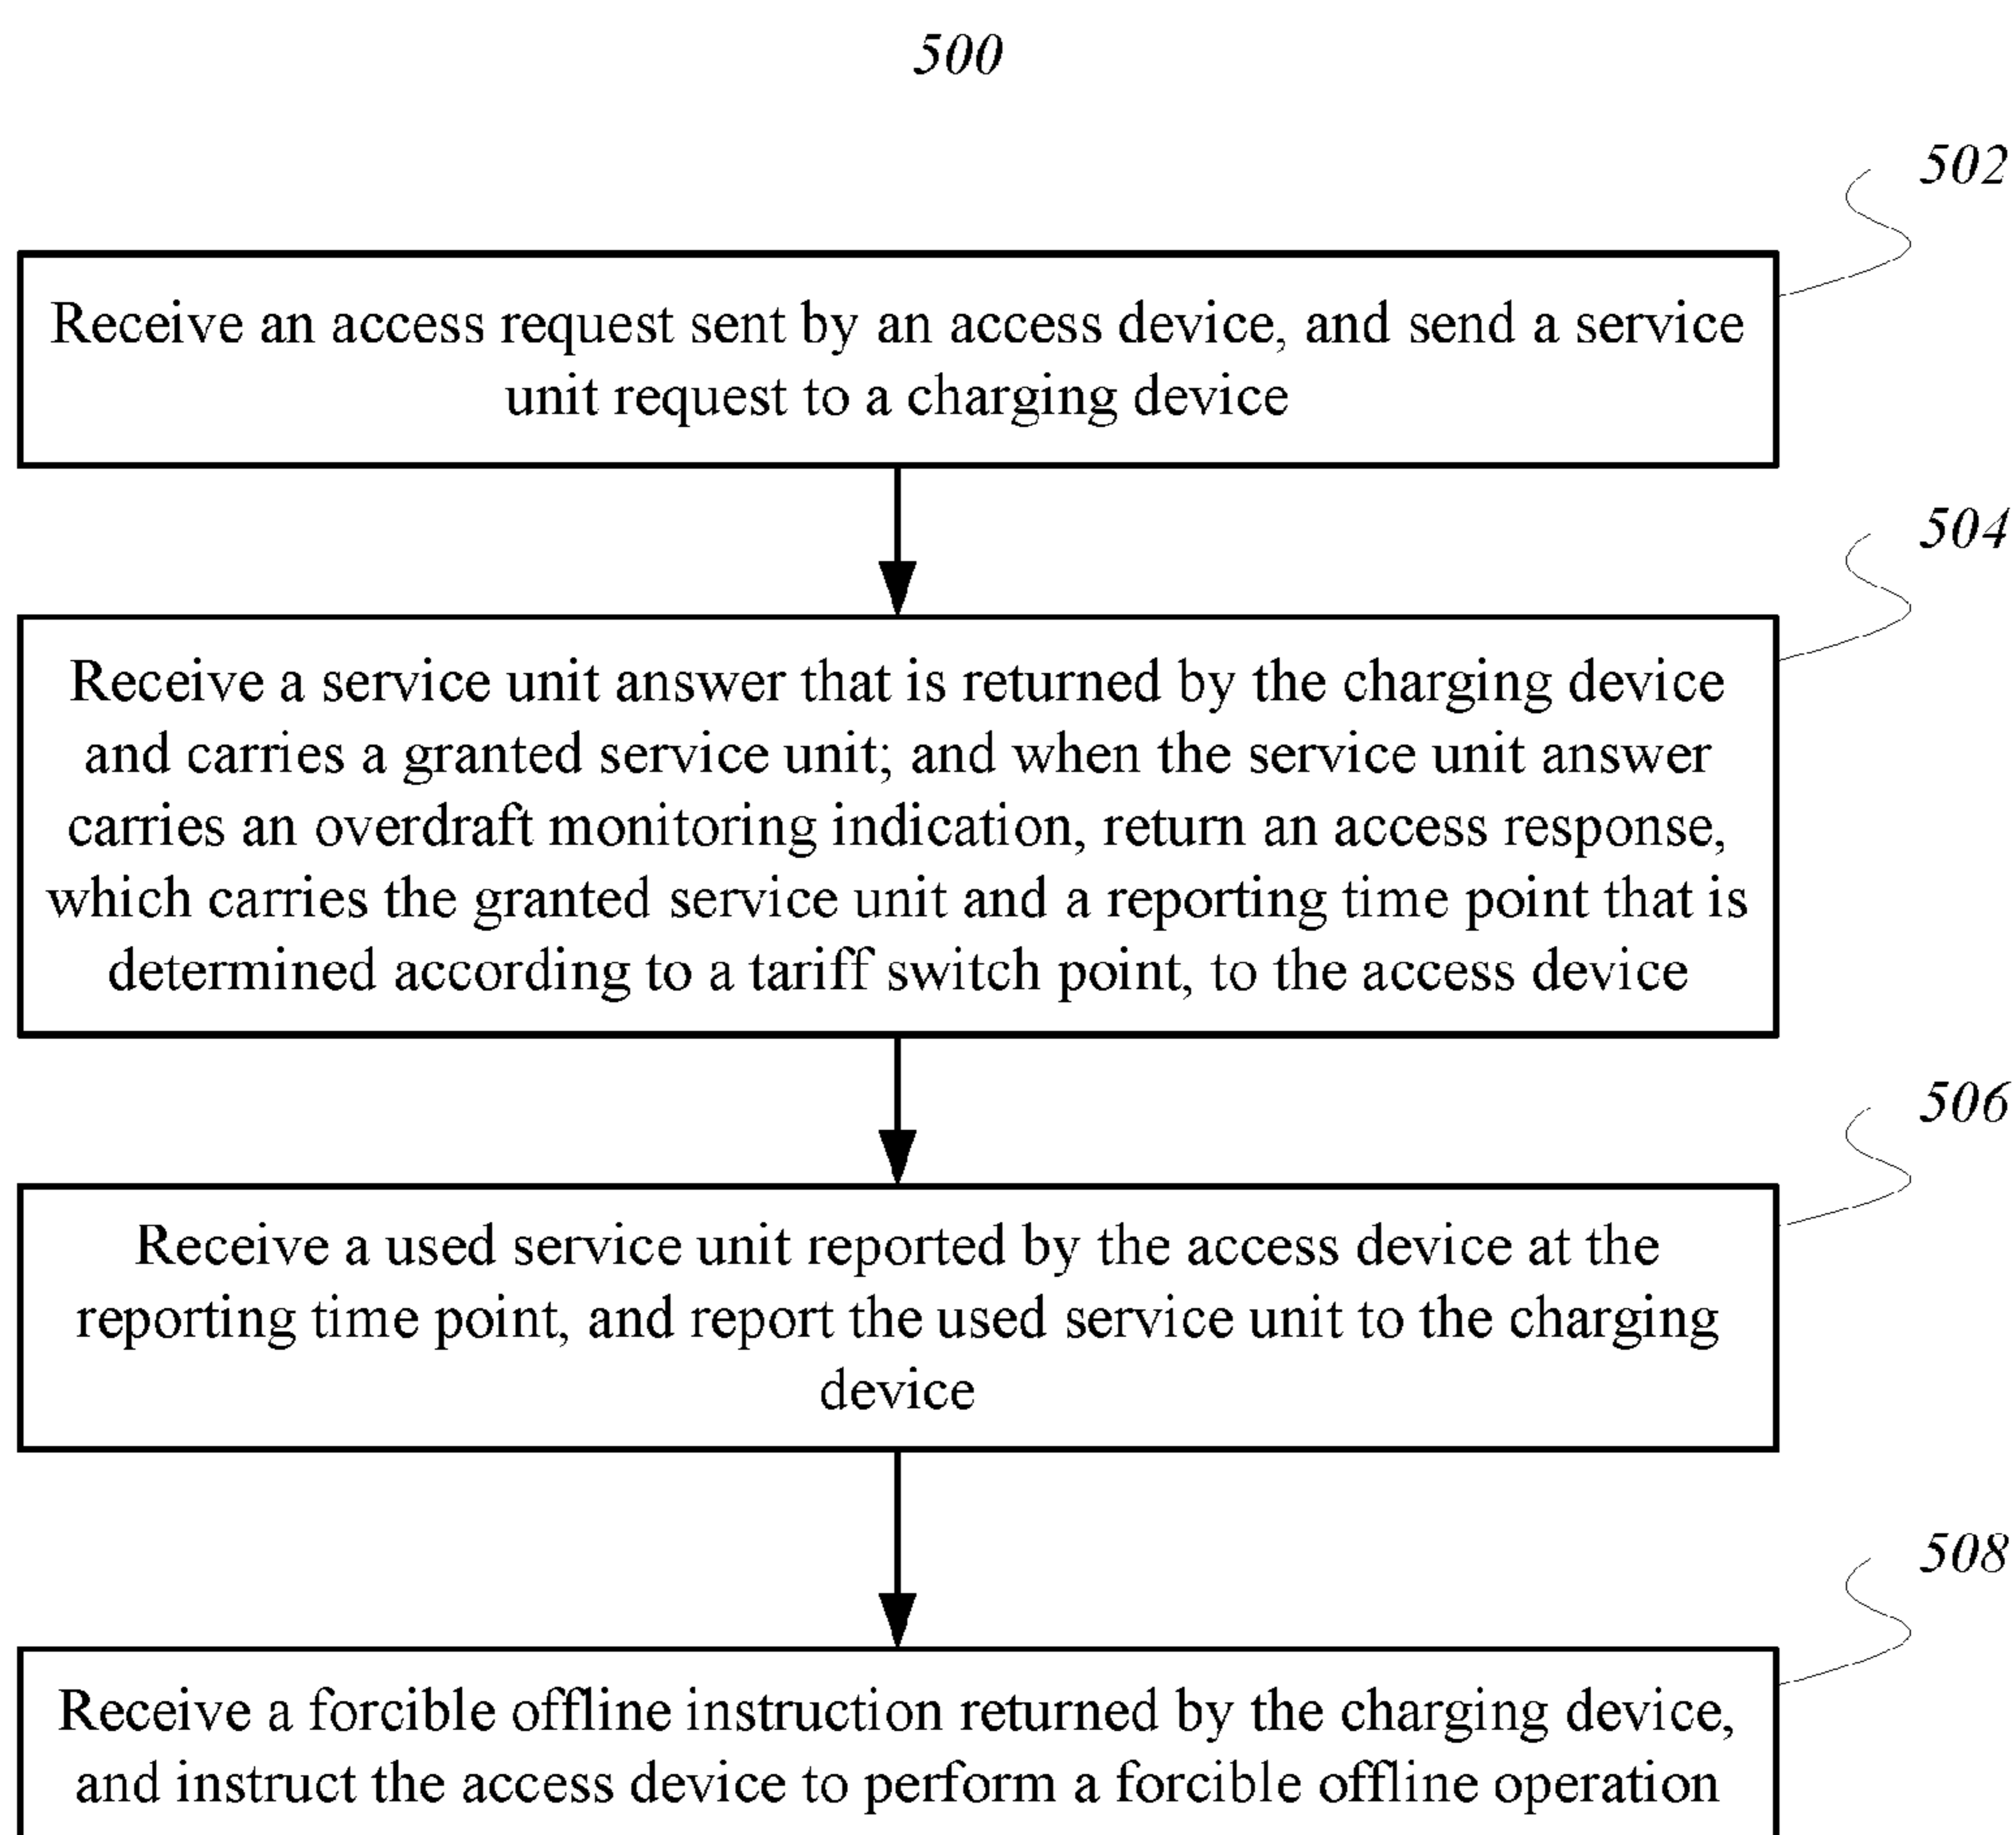 500
502
Receive an access request sent by an access device, and send a service
unit request to a charging device
504
Receive a service unit answer that is returned by the charging device
and carries a granted service unit; and when the service unit answer
carries an overdraft monitoring indication, return an access response,
which carries the granted service unit and a reporting time point that is
determined according to a tariff switch point, to the access device
506
Receive a used service unit reported by the access device at the
reporting time point, and report the used service unit to the charging
device
508
Receive a forcible offline instruction returned by the charging device,
and instruct the access device to perform a forcible offline operation